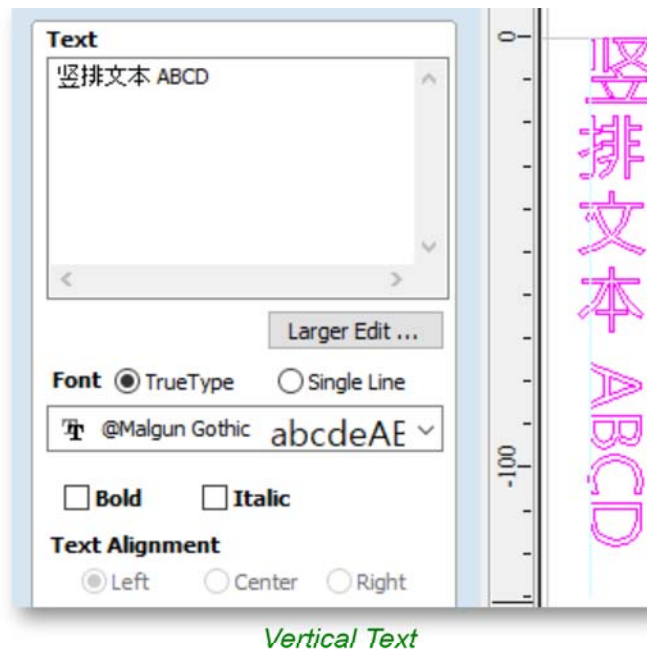 Text
竖排文本 ABCD
Larger Edit ...
Font TrueType Single Line
@Malgun Gothic abcdeAE
Bold Italic
Text Alignment
Left Center Right
0
-100
竖排文本 ABCD
Vertical Text